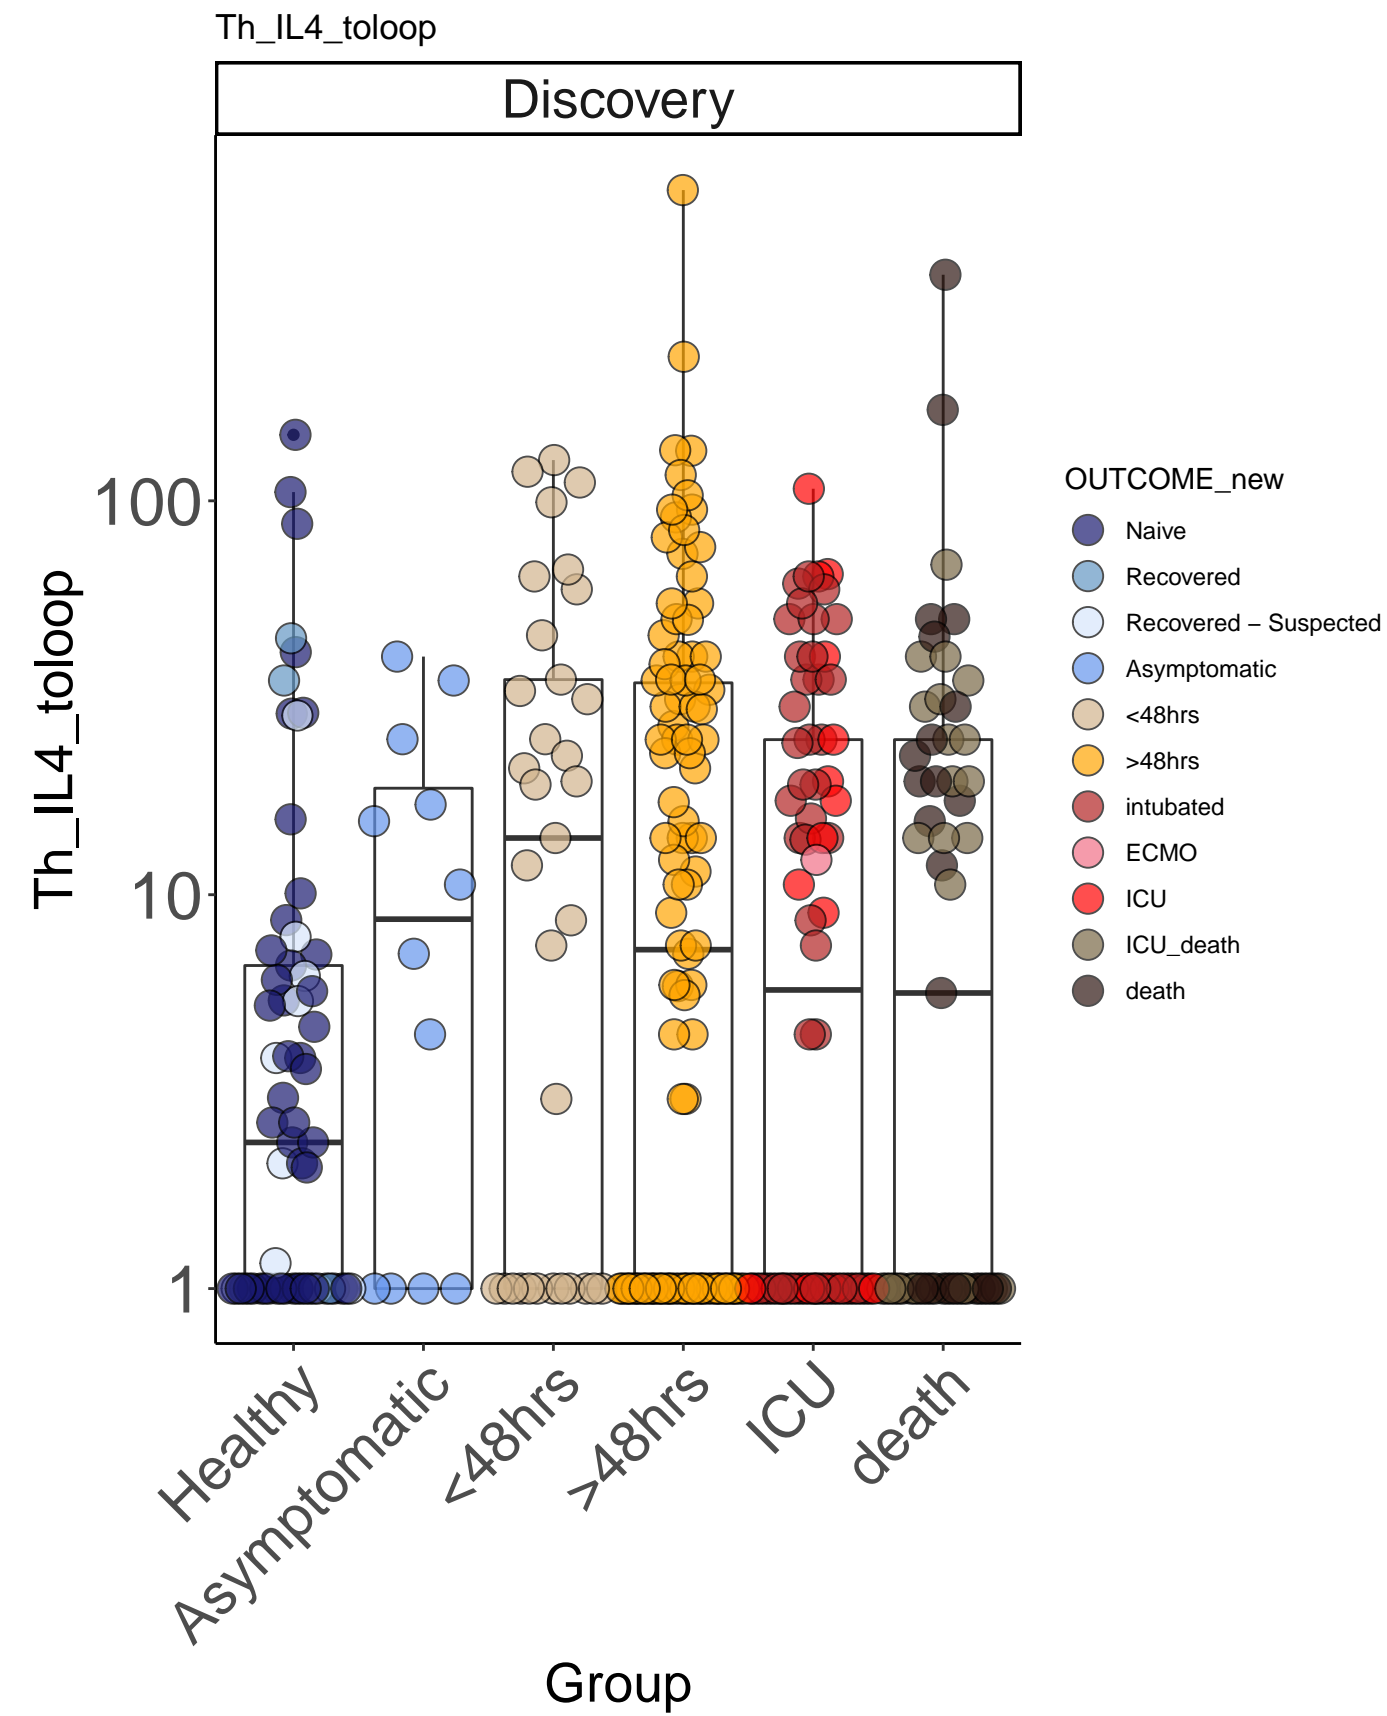 Th_IL4_toloop
Discovery
Th_IL4_toloop
100
10
1
Healthy
Asymptomatic
<48hrs
>48hrs
ICU
death
Group
OUTCOME_new
Naive
Recovered
Recovered − Suspected
Asymptomatic
<48hrs
>48hrs
intubated
ECMO
ICU
ICU_death
death